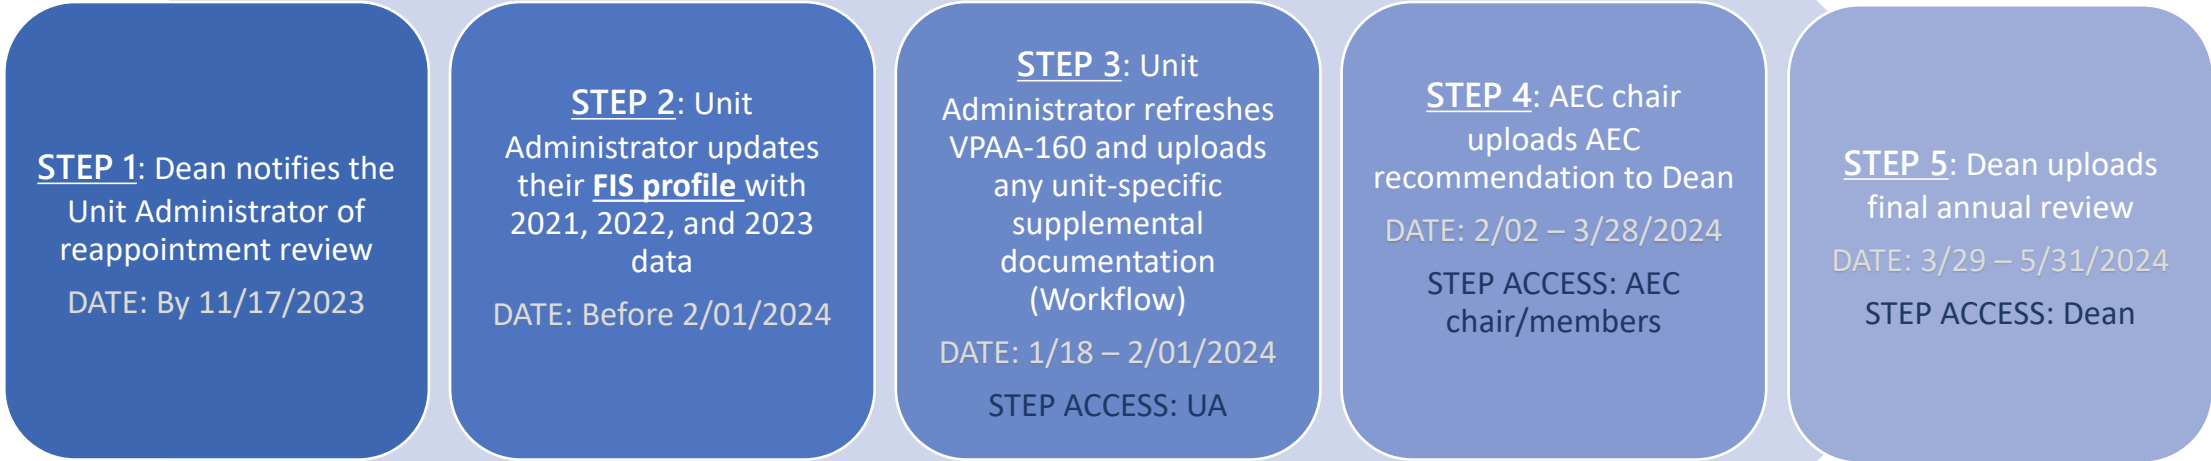 STEP 1: Dean notifies the
Unit Administrator of
reappointment review
DATE: By 11/17/2023
STEP 2: Unit
Administrator updates
their FIS profile with
2021, 2022, and 2023
data
DATE: Before 2/01/2024
STEP 3: Unit
Administrator refreshes
VPAA-160 and uploads
any unit-specific
supplemental
documentation
(Workflow)
DATE: 1/18 – 2/01/2024
STEP ACCESS: UA
STEP 4: AEC chair
uploads AEC
recommendation to Dean
DATE: 2/02 – 3/28/2024
STEP ACCESS: AEC
chair/members
STEP 5: Dean uploads
final annual review
DATE: 3/29 – 5/31/2024
STEP ACCESS: Dean